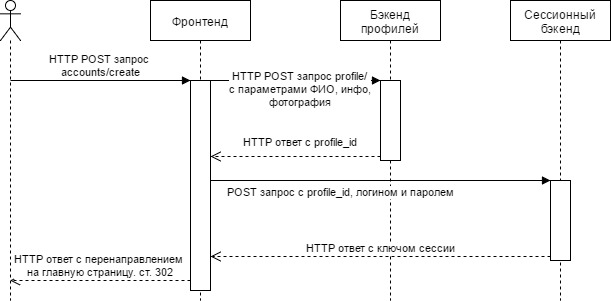 Фронтенд
Бэкенд
профилей
Сессионный
бэкенд
HTTP POST запрос
accounts/create
HTTP POST запрос profile/
с параметрами ФИО, инфо,
фотография
HTTP ответ с profile_id
POST запрос с profile_id, логином и паролем
HTTP ответ с ключом сессии
HTTP ответ с перенаправлением
на главную страницу. ст. 302